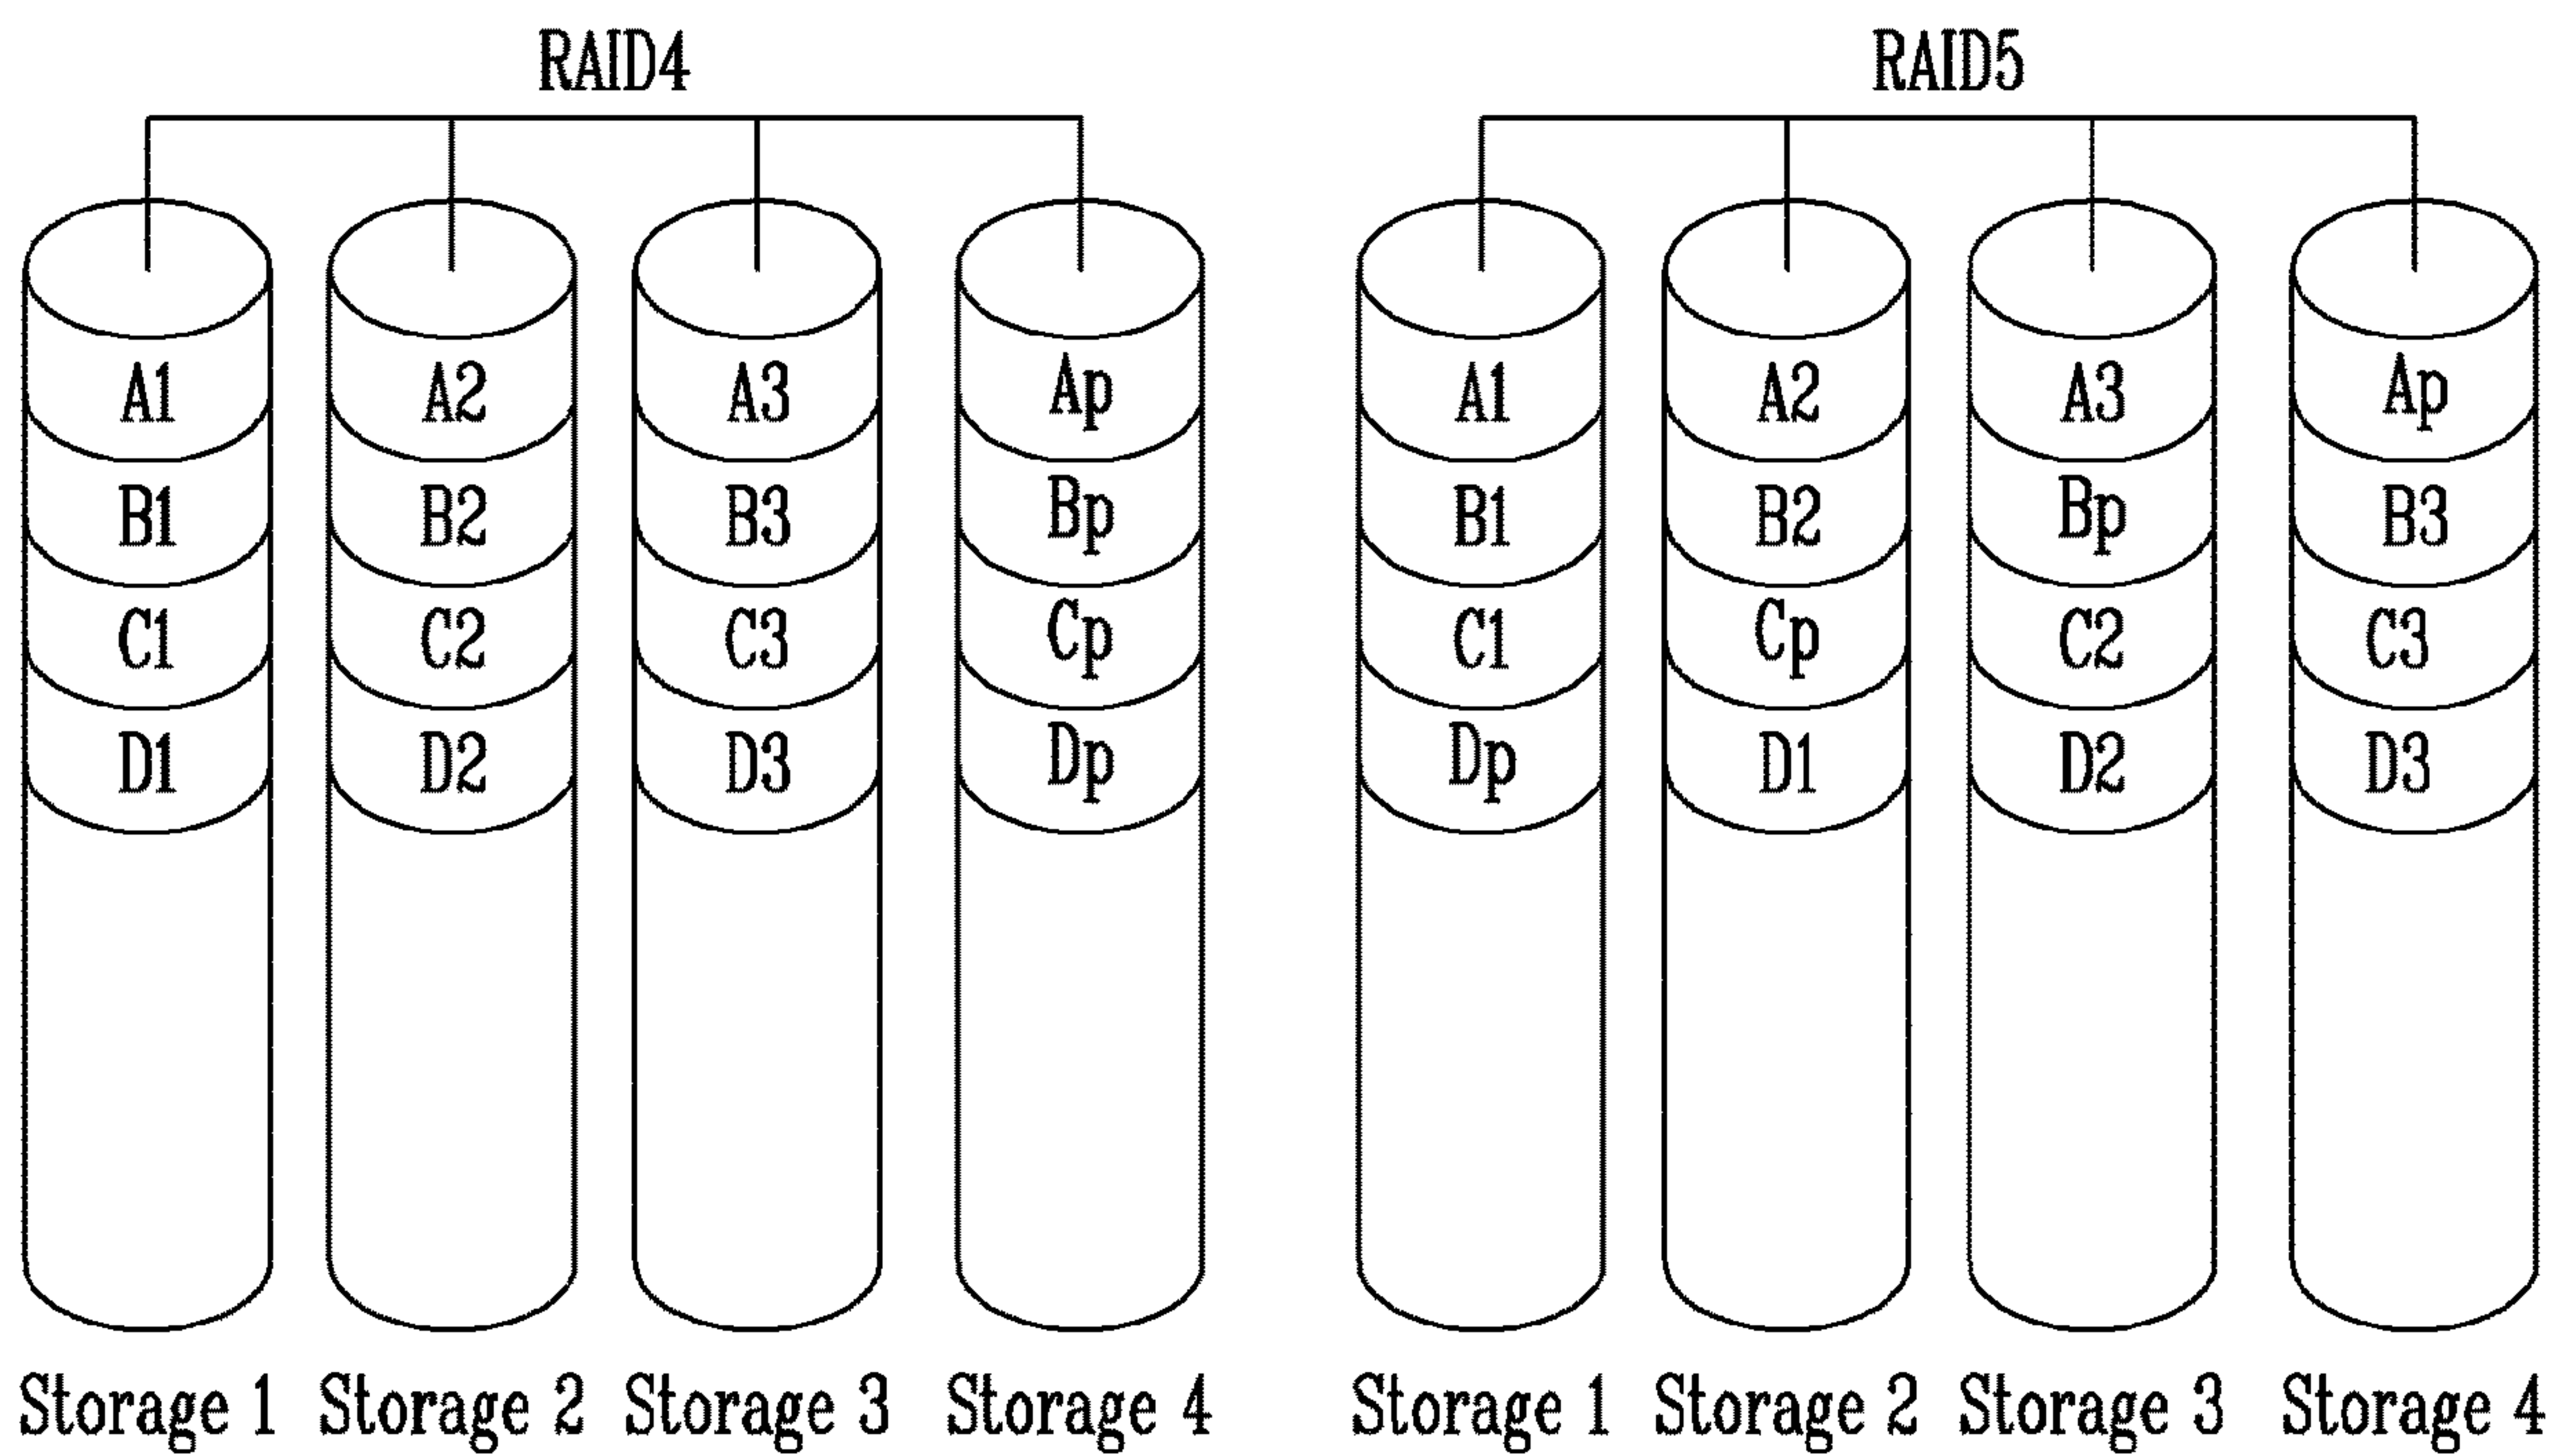 RAID4 RAID5
A1 A2 A3 Ap A1 A2 A3 Ap
B1 B2 B3 Bp B1 B2 Bp B3
C1 C2 C3 Cp C1 Cp C2 C3
D1 D2 D3 Dp Dp D1 D2 D3
Storage 1 Storage 2 Storage 3 Storage 4 Storage 1 Storage 2 Storage 3 Storage 4